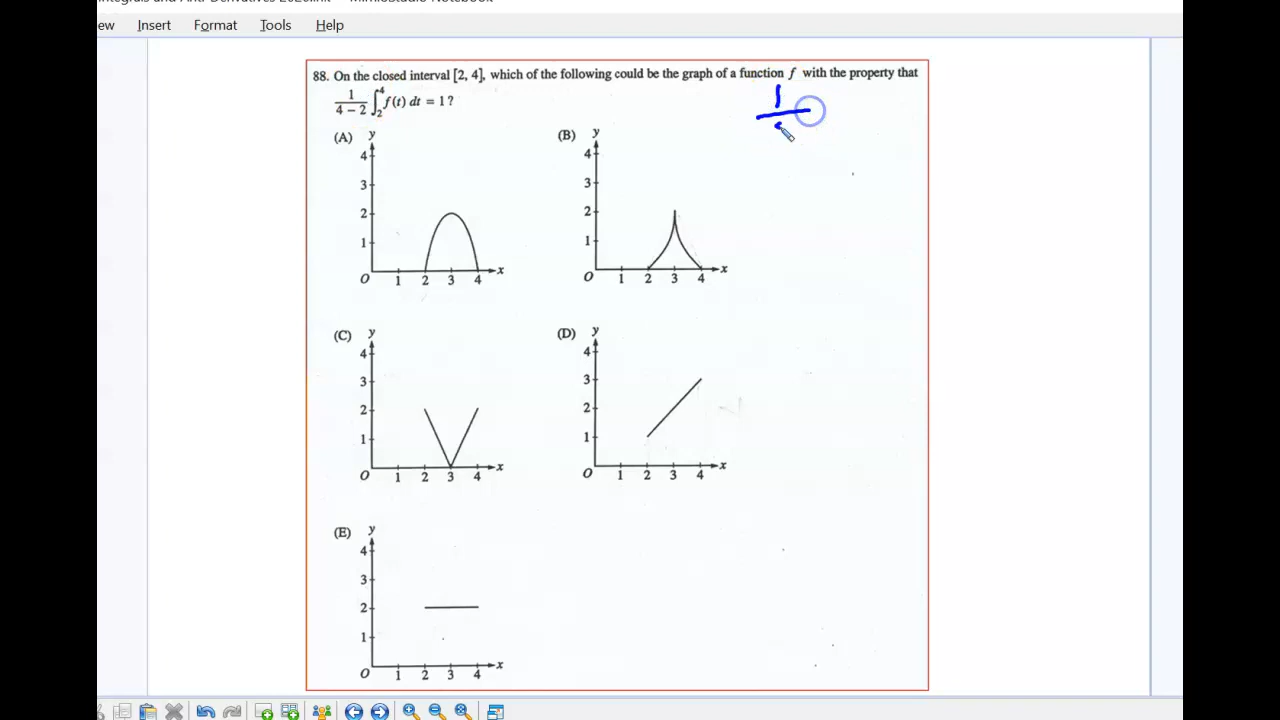 ew Insert Format Tools Help
88. On the closed interval [2, 4], which of the following could be the graph of a function f with the property that
1/(4 − 2) ∫₂⁴ f(t) dt = 1?
1
(A) y
4
3
2
1
O 1 2 3 4 x
(B) y
4
3
2
1
O 1 2 3 4 x
(C) y
4
3
2
1
O 1 2 3 4 x
(D) y
4
3
2
1
O 1 2 3 4 x
(E) y
4
3
2
1
O 1 2 3 4 x